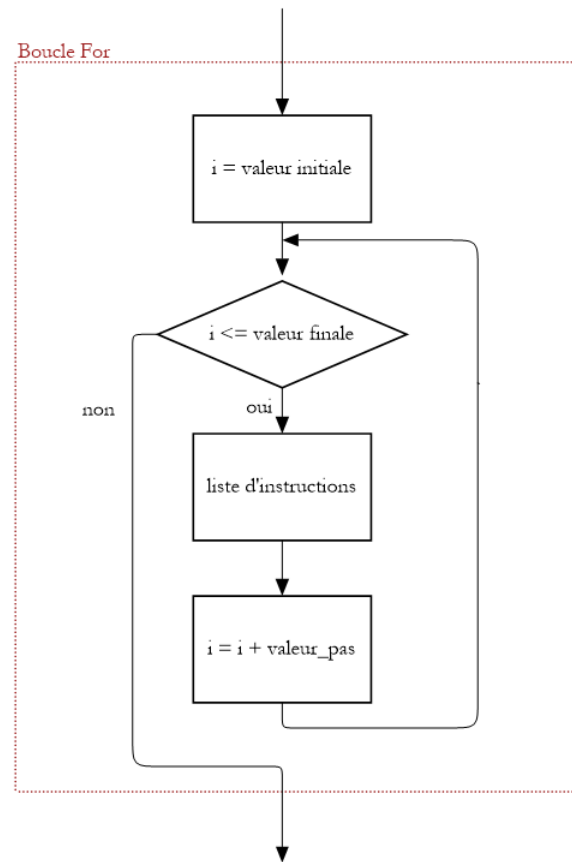 Boucle For
i = valeur initiale
i <= valeur finale
non
oui
liste d'instructions
i = i + valeur_pas